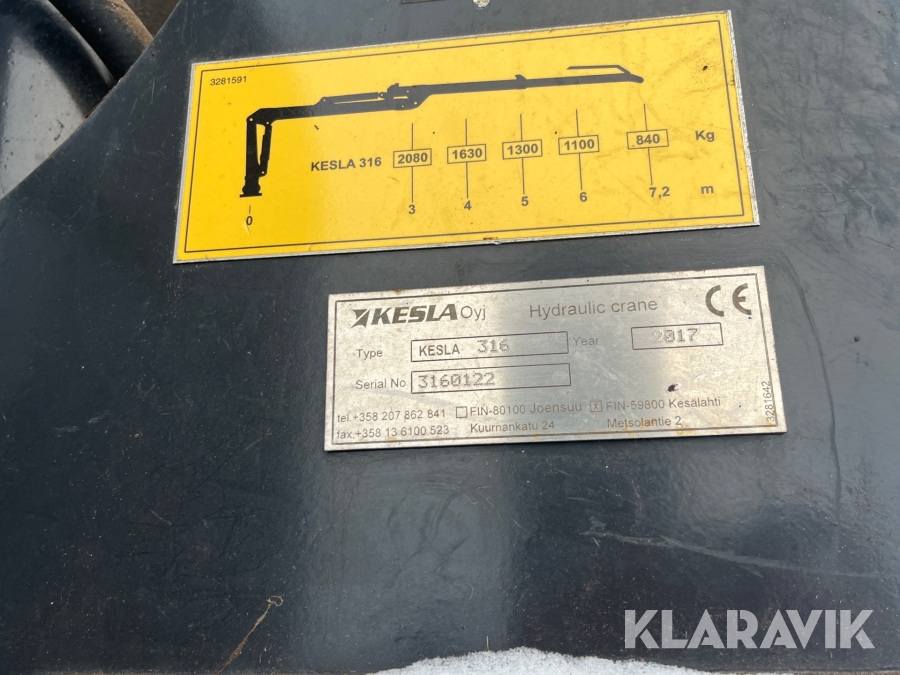 3281591
KESLA 316 2080 1630 1300 1100 840 Kg
0 3 4 5 6 7,2 m
KESLA Oyj Hydraulic crane CE
Type KESLA 316 Year 2017
Serial No 3160122
tel.+358 207 862 841 FIN-80100 Joensuu x FIN-59800 Kesälahti
fax.+358 13 6100 523 Kuurnankatu 24 Metsolantie 2
3281642
KLARAVIK